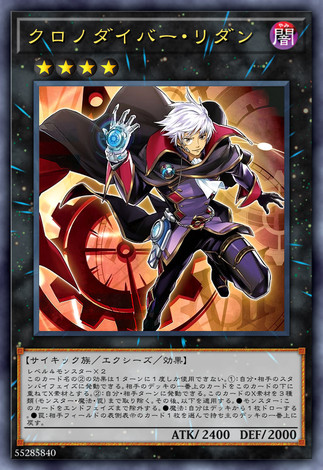 クロノダイバー・リダン
闇
やみ
【サイキック族／エクシーズ／効果】
レベル４モンスター×２
このカード名の②の効果は１ターンに１度しか使用できない。①：自分・相手のスタ
ンバイフェイズに発動できる。相手のデッキの一番上のカードをこのカードの下に
重ねてX素材とする。②：自分・相手ターンに発動できる。このカードのX素材を３種
類（モンスター・魔法・罠）まで取り除く。その後、以下を適用する。●モンスター：こ
のカードをエンドフェイズまで除外する。●魔法：自分はデッキから１枚ドローす
る。●罠：相手フィールドの表側表示のカード１枚を選んで持ち主のデッキの一番上に
戻す。
ATK/ 2400 DEF/2000
55285840